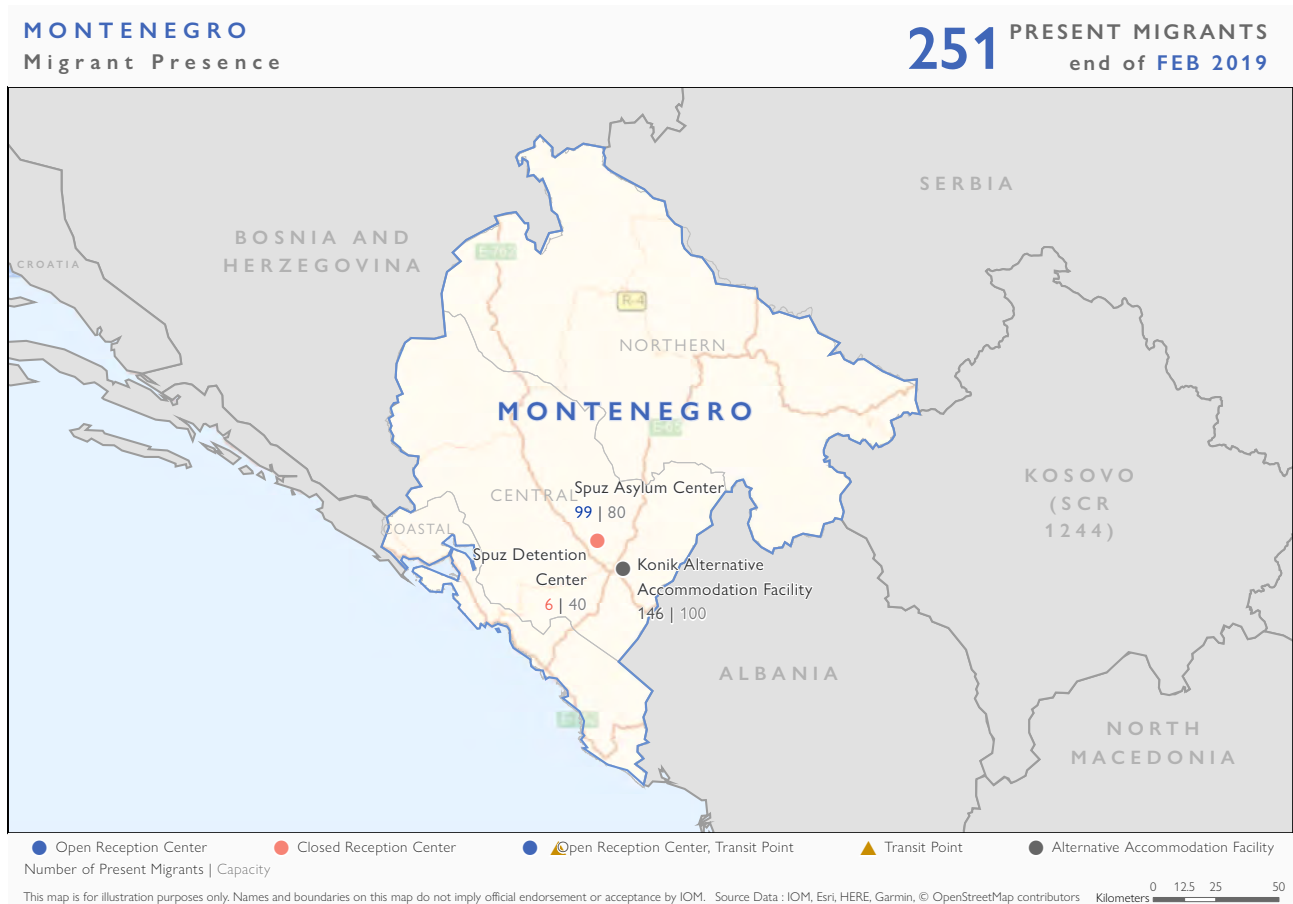 MONTENEGRO
Migrant Presence
251 PRESENT MIGRANTS
end of FEB 2019
SERBIA
BOSNIA AND
HERZEGOVINA
CROATIA
E-762
R-4
NORTHERN
MONTENEGRO
KOSOVO
(SCR
1244)
CENTRAL
Spuz Asylum Center
99 | 80
COASTAL
Spuz Detention
Center
6 | 40
Konik Alternative
Accommodation Facility
146 | 100
ALBANIA
NORTH
MACEDONIA
Open Reception Center
Closed Reception Center
Open Reception Center, Transit Point
Transit Point
Alternative Accommodation Facility
Number of Present Migrants | Capacity
This map is for illustration purposes only. Names and boundaries on this map do not imply official endorsement or acceptance by IOM. Source Data : IOM, Esri, HERE, Garmin, © OpenStreetMap contributors
Kilometers
0 12.5 25 50